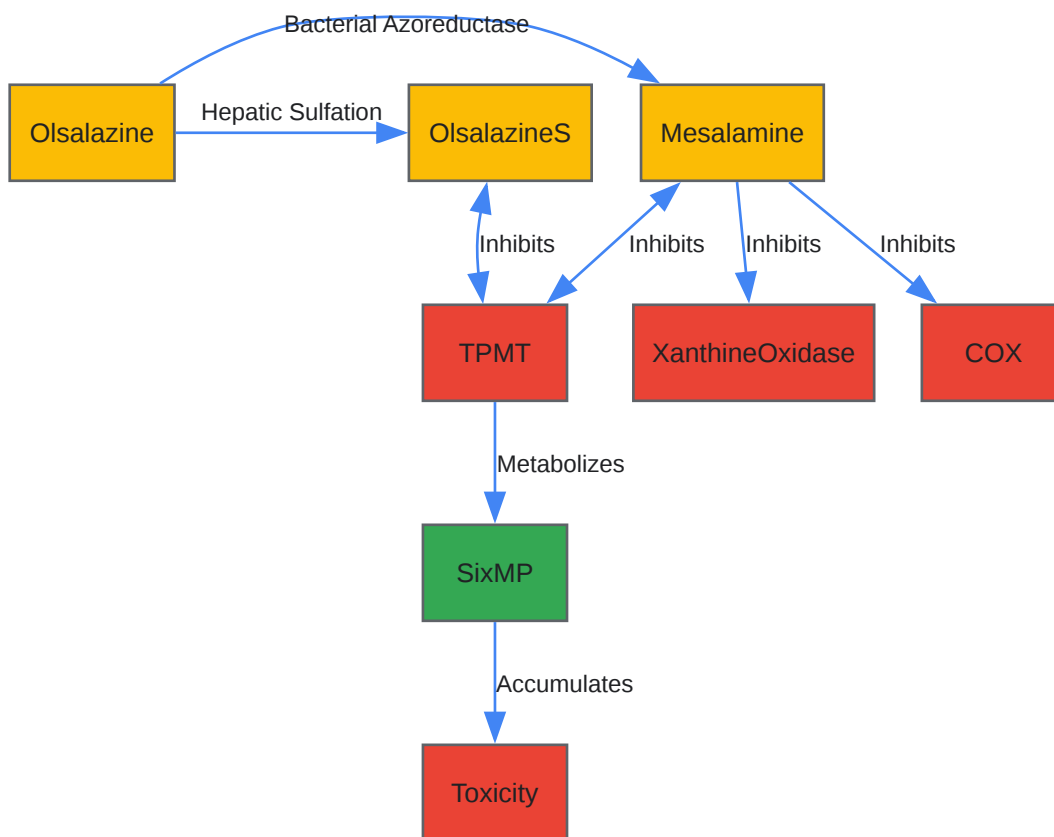 Bacterial Azoreductase
Olsalazine
Hepatic Sulfation
OlsalazineS
Mesalamine
Inhibits
Inhibits
Inhibits
Inhibits
TPMT
XanthineOxidase
COX
Metabolizes
SixMP
Accumulates
Toxicity